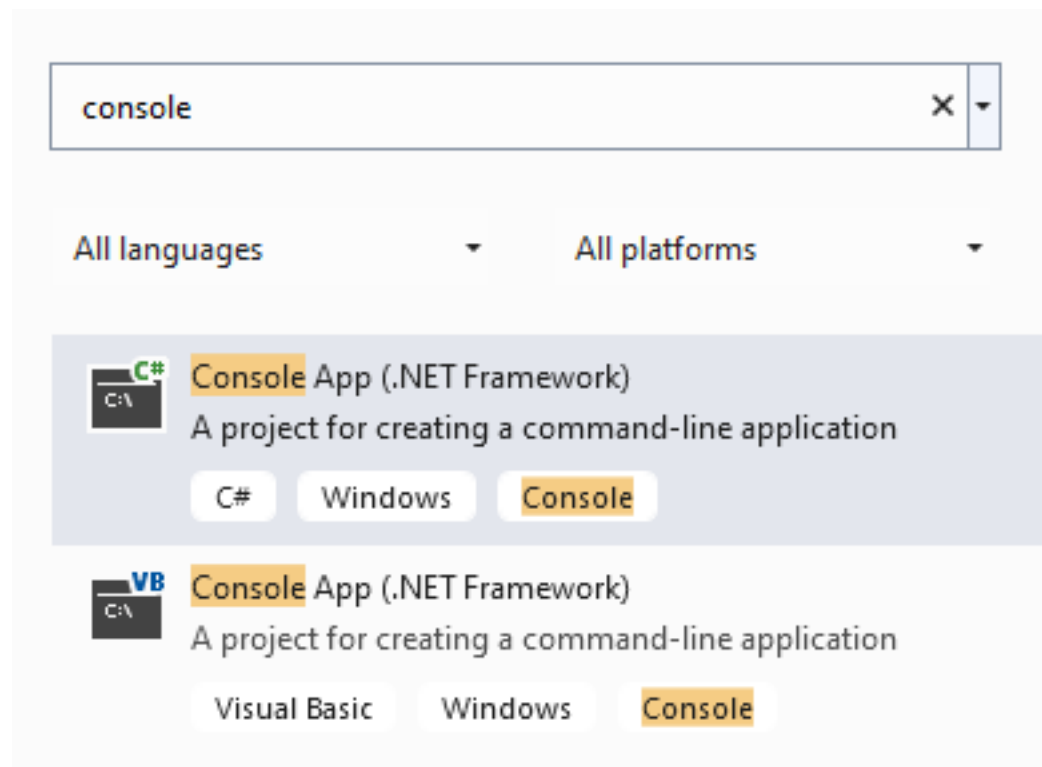 console
All languages All platforms
C#
C:\
Console App (.NET Framework)
A project for creating a command-line application
C# Windows Console
VB
C:\
Console App (.NET Framework)
A project for creating a command-line application
Visual Basic Windows Console